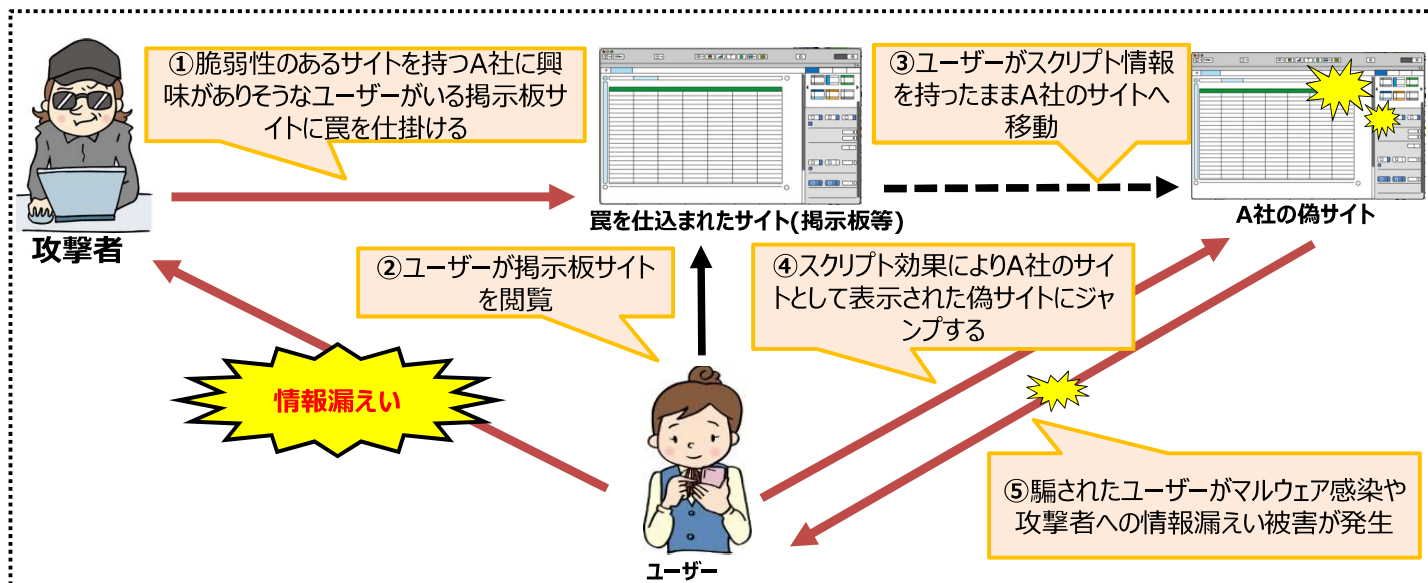 ①脆弱性のあるサイトを持つA社に興
味がありそうなユーザーがいる掲示板サ
イトに罠を仕掛ける
③ユーザーがスクリプト情報
を持ったままA社のサイトへ
移動
攻撃者
罠を仕込まれたサイト(掲示板等)
A社の偽サイト
②ユーザーが掲示板サイト
を閲覧
④スクリプト効果によりA社のサイ
トとして表示された偽サイトにジャ
ンプする
情報漏えい
⑤騙されたユーザーがマルウェア感染や
攻撃者への情報漏えい被害が発生
ユーザー